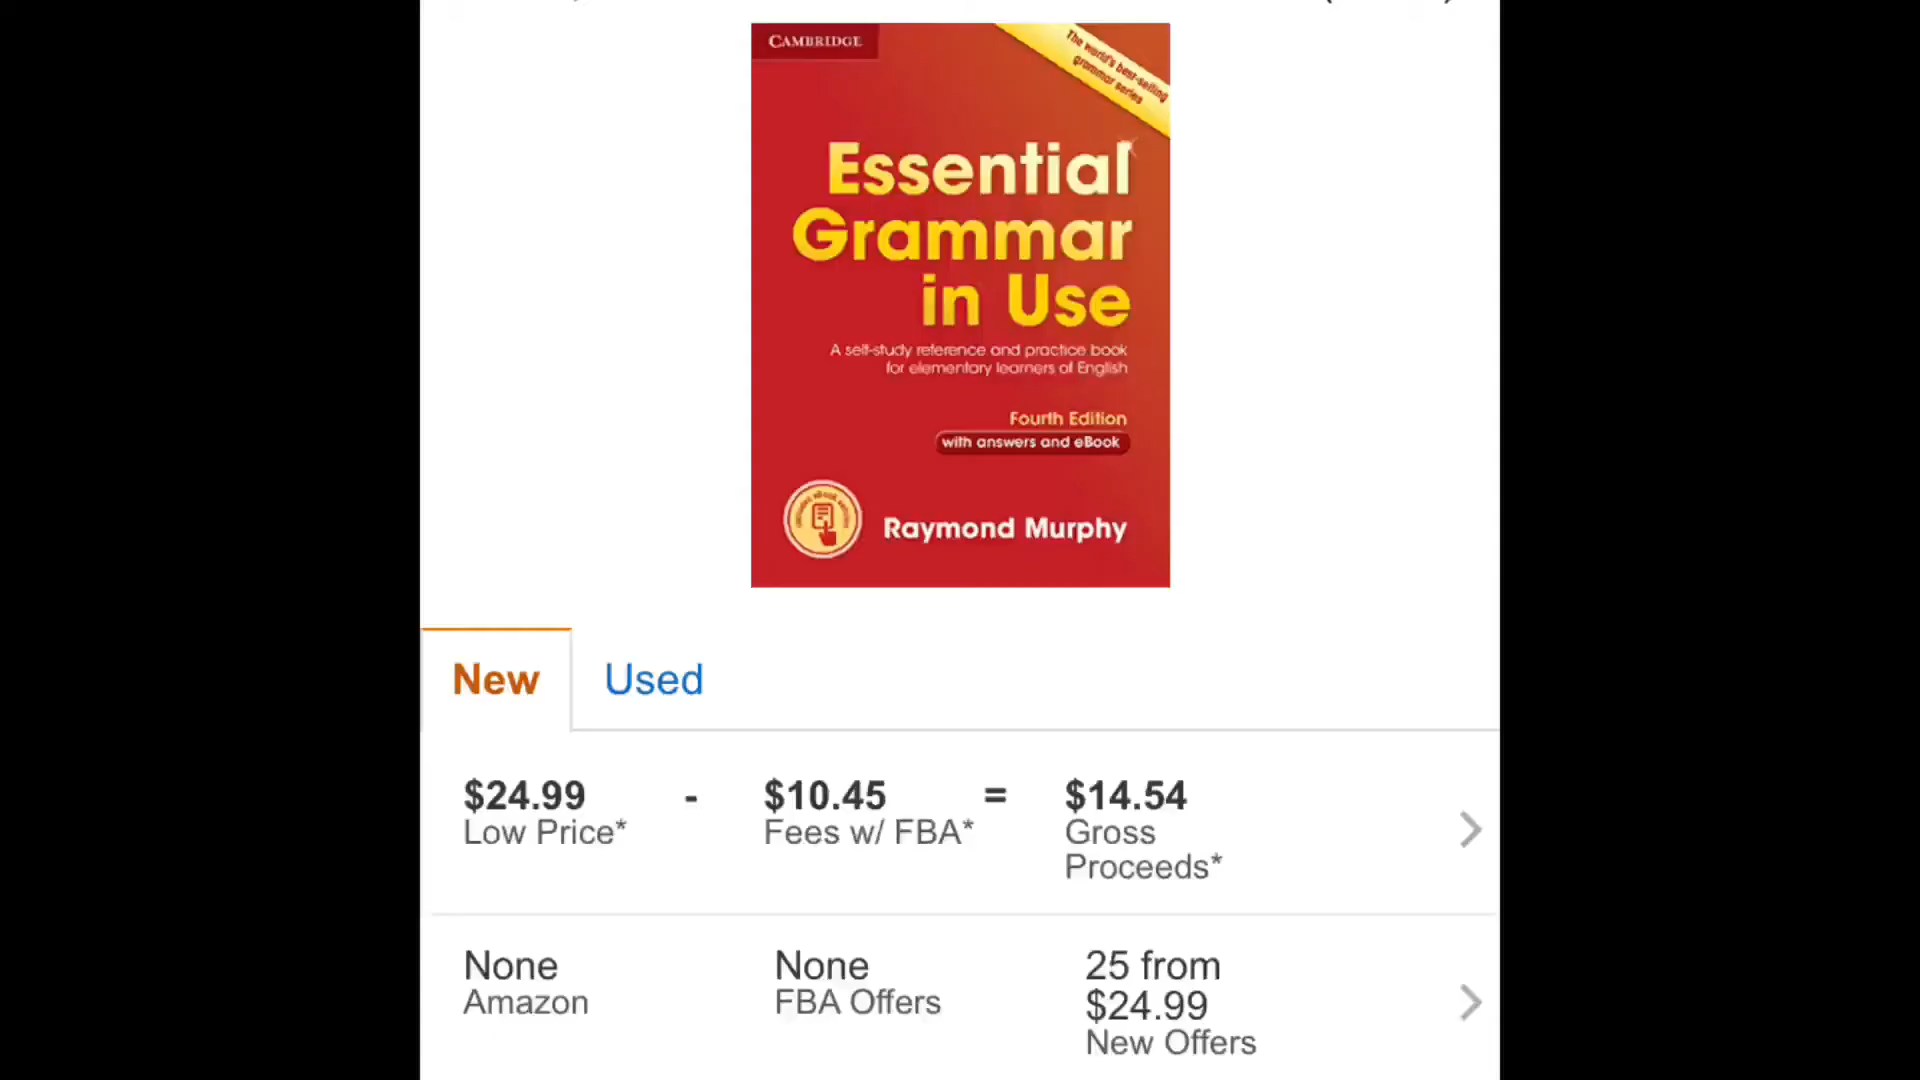 CAMBRIDGE
The world's best-selling
grammar series
Essential
Grammar
in Use
A self-study reference and practice book
for elementary learners of English
Fourth Edition
with answers and eBook
Raymond Murphy
New
Used
$24.99 - $10.45 = $14.54
Low Price* Fees w/ FBA* Gross
Proceeds*
None None 25 from
Amazon FBA Offers $24.99
New Offers